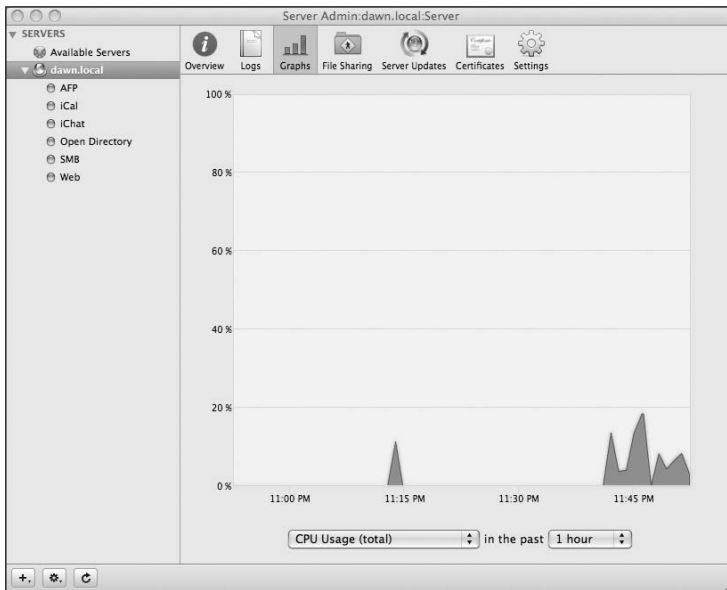 Server Admin:dawn.local:Server
SERVERS
Available Servers
dawn.local
AFP
iCal
iChat
Open Directory
SMB
Web
Overview
Logs
Graphs
File Sharing
Server Updates
Certificates
Settings
100 %
80 %
60 %
40 %
20 %
0 %
11:00 PM
11:15 PM
11:30 PM
11:45 PM
CPU Usage (total) in the past 1 hour